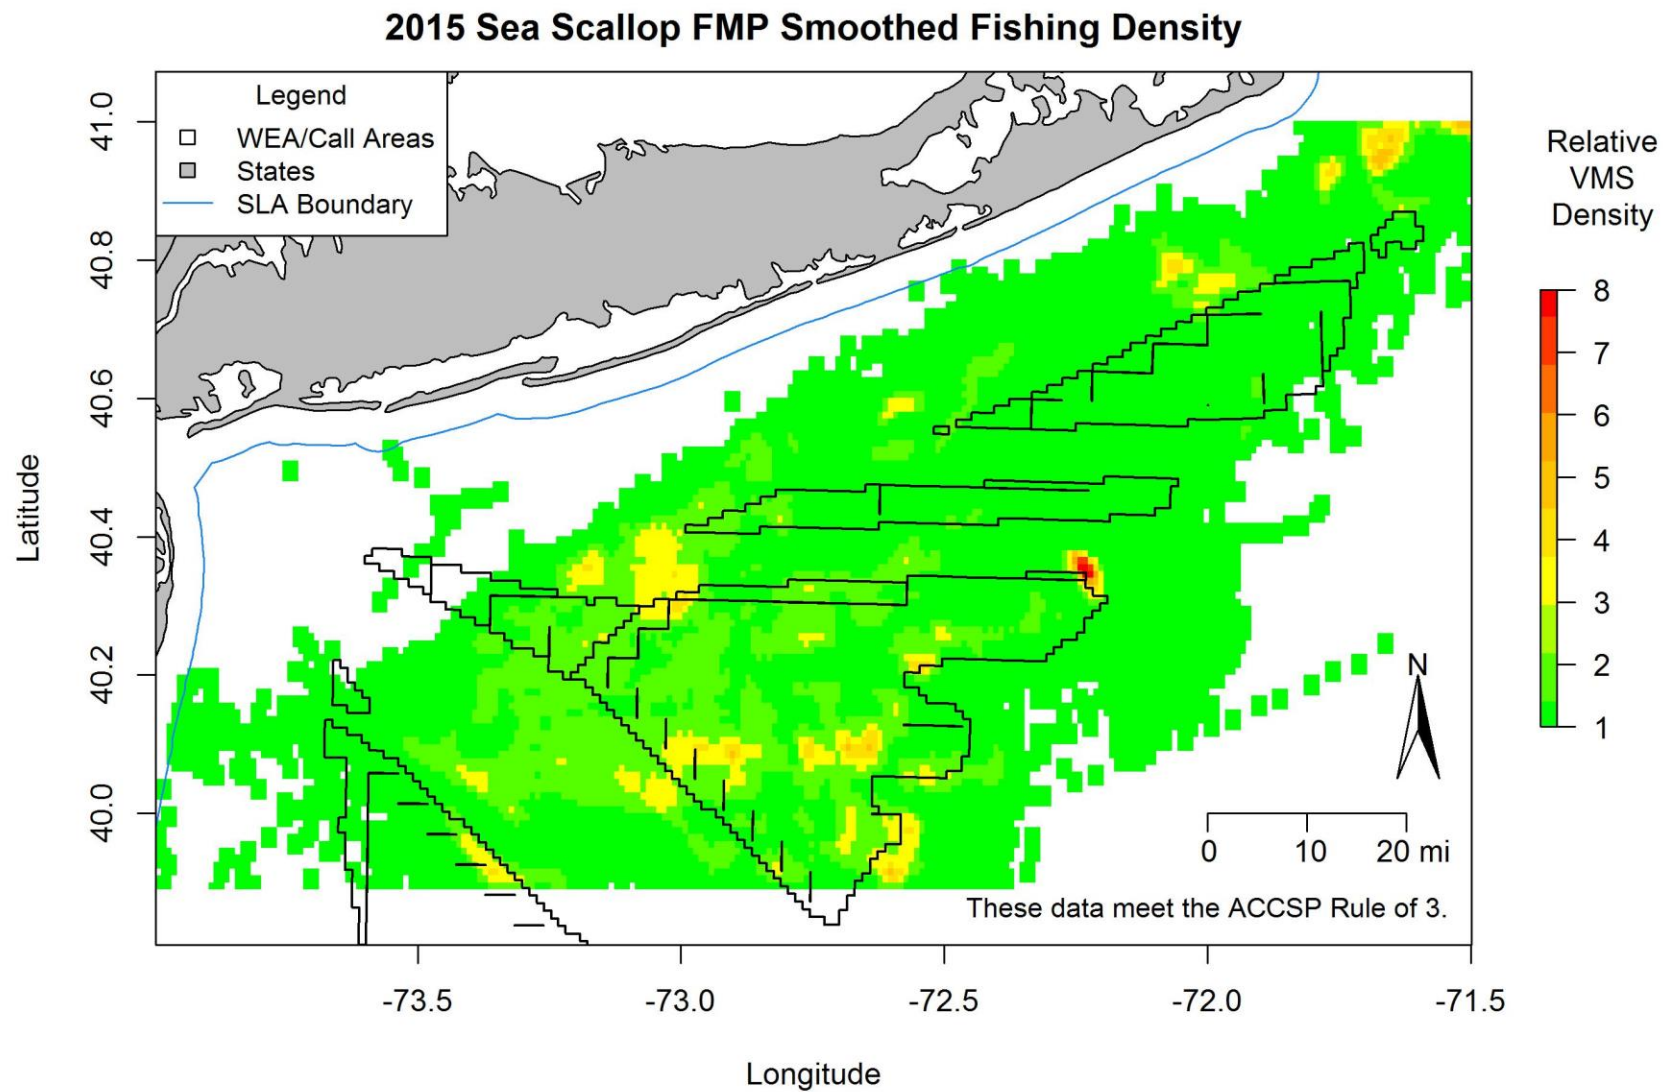 2015 Sea Scallop FMP Smoothed Fishing Density
Legend
WEA/Call Areas
States
SLA Boundary
Relative
VMS
Density
8
7
6
5
4
3
2
1
Latitude
41.0
40.8
40.6
40.4
40.2
40.0
N
0 10 20 mi
These data meet the ACCSP Rule of 3.
-73.5 -73.0 -72.5 -72.0 -71.5
Longitude